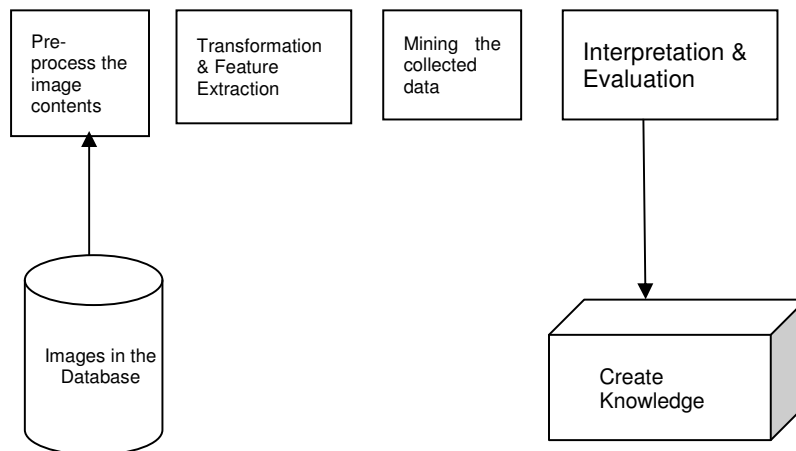 Pre-
process the
image
contents
Transformation
& Feature
Extraction
Mining the
collected
data
Interpretation &
Evaluation
Images in the
Database
Create
Knowledge